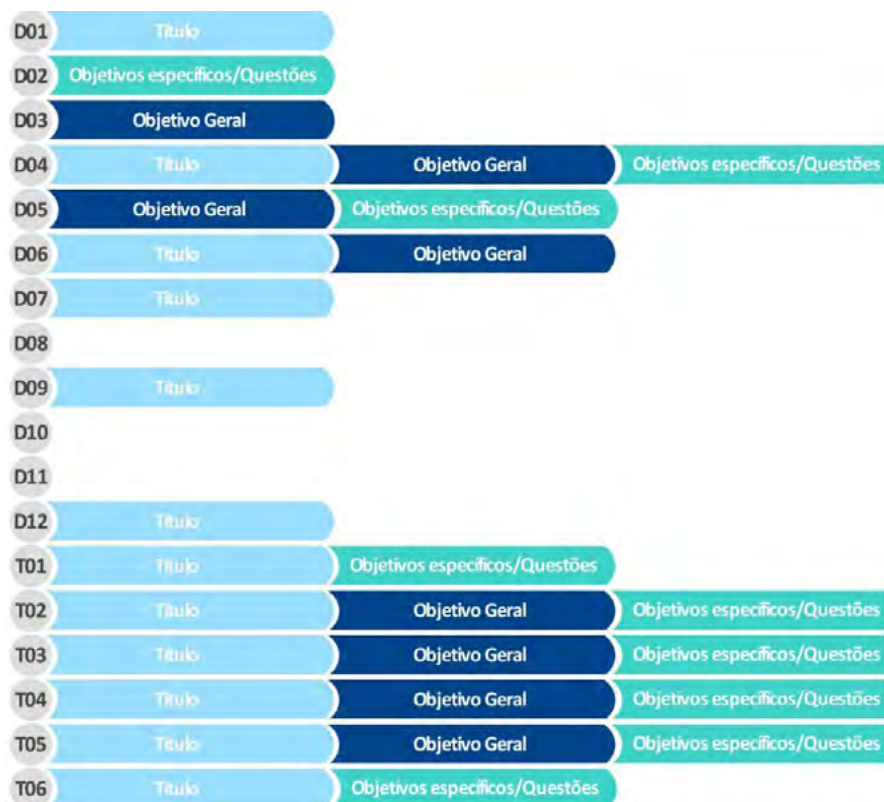 D01 Título
D02 Objetivos específicos/Questões
D03 Objetivo Geral
D04 Título Objetivo Geral Objetivos específicos/Questões
D05 Objetivo Geral Objetivos específicos/Questões
D06 Título Objetivo Geral
D07 Título
D08
D09 Título
D10
D11
D12 Título
T01 Título Objetivos específicos/Questões
T02 Título Objetivo Geral Objetivos específicos/Questões
T03 Título Objetivo Geral Objetivos específicos/Questões
T04 Título Objetivo Geral Objetivos específicos/Questões
T05 Título Objetivo Geral Objetivos específicos/Questões
T06 Título Objetivos específicos/Questões